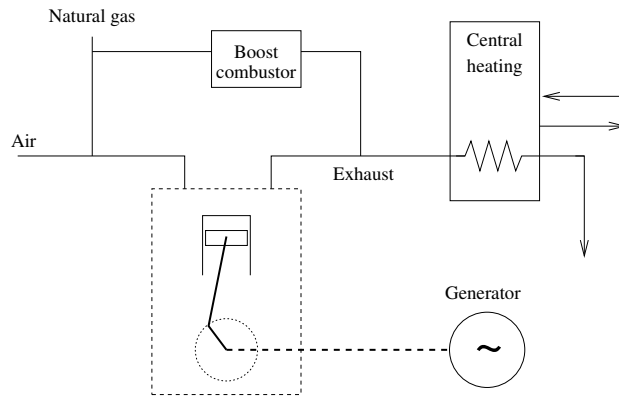 Natural gas
Boost
combustor
Central
heating
Air
Exhaust
Generator
~